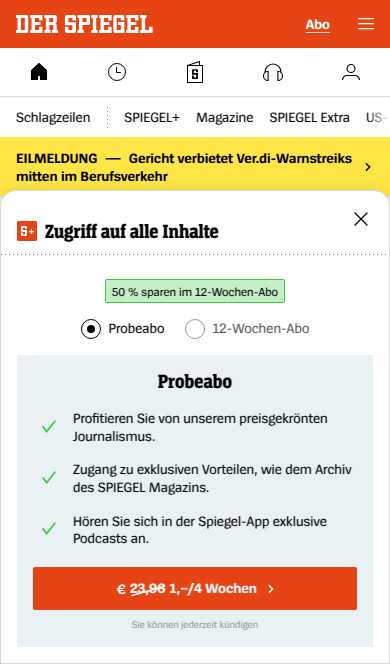 DER SPIEGEL
Abo
Schlagzeilen
SPIEGEL+ Magazine SPIEGEL Extra US-
EILMELDUNG — Gericht verbietet Ver.di-Warnstreiks
mitten im Berufsverkehr
S+ Zugriff auf alle Inhalte
50 % sparen im 12-Wochen-Abo
Probeabo
12-Wochen-Abo
Probeabo
Profitieren Sie von unserem preisgekrönten
Journalismus.
Zugang zu exklusiven Vorteilen, wie dem Archiv
des SPIEGEL Magazins.
Hören Sie sich in der Spiegel-App exklusive
Podcasts an.
€ 23,96 1,–/4 Wochen
Sie können jederzeit kündigen